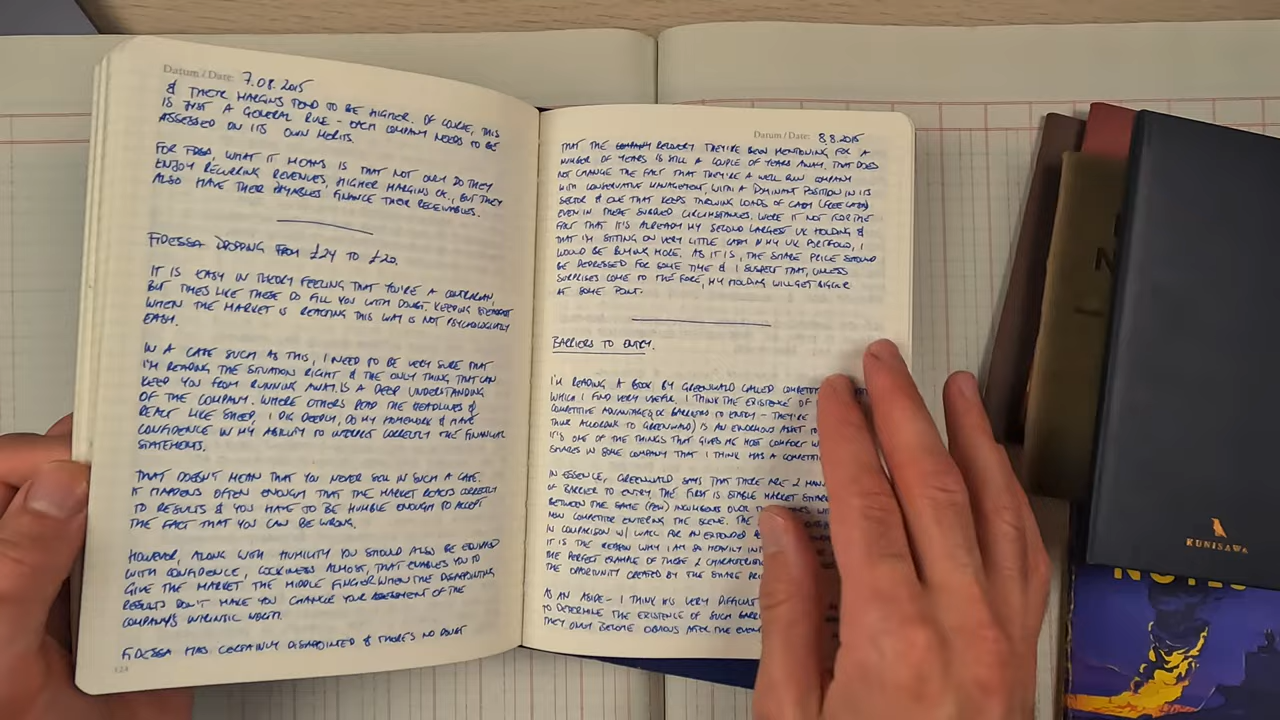 Datum / Date: 7.08.2015
& THEIR MARGINS TEND TO BE HIGHER. OF COURSE, THIS
IS JUST A GENERAL RULE - EACH COMPANY NEEDS TO BE
ASSESSED ON ITS OWN MERITS.
FOR FDSA, WHAT IT MEANS IS THAT NOT ONLY DO THEY
ENJOY RECURRING REVENUES, HIGHER MARGINS BUT THEY
ALSO HAVE THEIR PAYABLES FINANCE THEIR RECEIVABLES.
FIDESSA DROPPING FROM £24 TO £20.
IT IS EASY IN THEORY FEELING THAT YOU'RE A CONTRARIAN,
BUT TIMES LIKE THESE DO FILL YOU WITH DOUBT. KEEPING STEADFAST
WHEN THE MARKET IS REACTING THIS WAY IS NOT PSYCHOLOGICALLY
EASY.
IN A CASE SUCH AS THIS, I NEED TO BE VERY SURE THAT
I'M READING THE SITUATION RIGHT & THE ONLY THING THAT CAN
KEEP YOU FROM RUNNING AWAY IS A DEEP UNDERSTANDING
OF THE COMPANY. WHERE OTHERS READ THE HEADLINES &
REACT LIKE SHEEP, I DIG DEEPLY, DO MY HOMEWORK & HAVE
CONFIDENCE IN MY ABILITY TO INTERPRET CORRECTLY THE FINANCIAL
STATEMENTS.
THAT DOESN'T MEAN THAT YOU NEVER SELL IN SUCH A CASE.
IT HAPPENS OFTEN ENOUGH THAT THE MARKET REACTS CORRECTLY
TO RESULTS & YOU HAVE TO BE HUMBLE ENOUGH TO ACCEPT
THE FACT THAT YOU CAN BE WRONG.
HOWEVER, ALONG WITH HUMILITY YOU SHOULD ALSO BE EQUIPPED
WITH CONFIDENCE, COCKINESS ALMOST, THAT ENABLES YOU TO
GIVE THE MARKET THE MIDDLE FINGER WHEN THE DISAPPOINTING
RESULTS DON'T MAKE YOU CHANGE YOUR ASSESSMENT OF THE
COMPANY'S INTRINSIC WORTH.
FIDESSA HAS CERTAINLY DISAPPOINTED & THERE'S NO DOUBT
124
Datum / Date: 8.8.2015
THAT THE RECOVERY THEY'VE BEEN MENTIONING FOR A
NUMBER OF YEARS IS STILL A COUPLE OF YEARS AWAY. THAT DOES
NOT CHANGE THE FACT THAT THEY'RE A WELL RUN COMPANY
WITH CONSERVATIVE MANAGEMENT, WITH A DOMINANT POSITION IN ITS
SECTOR & ONE THAT KEEPS THROWING LOADS OF CASH (FREE CASH)
EVEN IN THESE SUBDUED CIRCUMSTANCES. WERE IT NOT FOR THE
FACT THAT IT'S ALREADY MY SECOND LARGEST UK HOLDING &
THAT I'M SITTING ON VERY LITTLE CASH IN MY UK PORTFOLIO, I
WOULD BE BUYING MORE. AS IT IS, THE SHARE PRICE SHOULD
BE DEPRESSED FOR SOME TIME & I SUSPECT THAT, UNLESS
SURPRISES COME TO THE FORE, MY HOLDING WILL GET BIGGER
AT SOME POINT.
BARRIERS TO ENTRY.
I'M READING A BOOK BY GREENWALD CALLED
WHICH I FIND VERY USEFUL. I THINK THE EXISTENCE OF
COMPETITIVE ADVANTAGE (OR BARRIERS TO ENTRY - THEY'RE
ACCORDING TO GREENWALD) IS AN ENORMOUS ASSET
IT'S ONE OF THE THINGS THAT GIVES ME MOST COMFORT
SHARES IN SOME COMPANY THAT I THINK HAS A
IN ESSENCE, GREENWALD SAYS THAT THERE ARE 2
OF BARRIER TO ENTRY. THE FIRST IS STABLE MARKET
BETWEEN THE SAME (FEW) INCUMBENTS OVER THE
NEW COMPETITOR ENTERING THE SCENE. THE
IN COMPARISON W/ WACC FOR AN EXTENDED
IT IS THE REASON WHY I AM SO HEAVILY
THE PERFECT EXAMPLE OF THESE 2
THE OPPORTUNITY CREATED BY THE SHARE
AS AN ASIDE - I THINK IT'S VERY
TO DETERMINE THE EXISTENCE OF SUCH
THEY ONLY BECOME OBVIOUS AFTER THE
KUNISAWA
NOTES